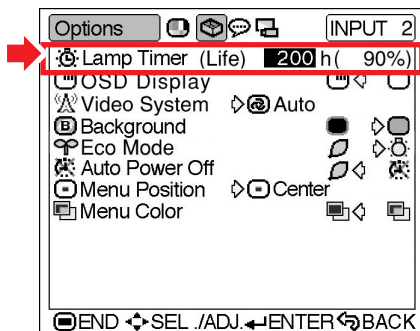 Options INPUT 2
Lamp Timer (Life) 200 h( 90%)
OSD Display
Video System Auto
B Background
Eco Mode
Auto Power Off
Menu Position Center
Menu Color
END SEL ./ADJ. ENTER BACK